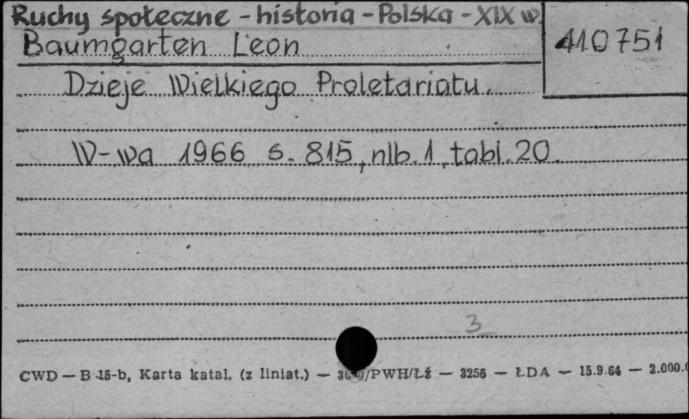 Ruchy społeczne - historia - Polska - XIX w.
Baumgarten Leon
410751
Dzieje Wielkiego Proletariatu.
W-wa 1966 s. 815, nlb. 1, tabl. 20.
3
CWD — B 15-b, Karta katal. (z liniat.) — /PWH/Łź — 3256 — ŁDA — 15.9.64 — 2.000.